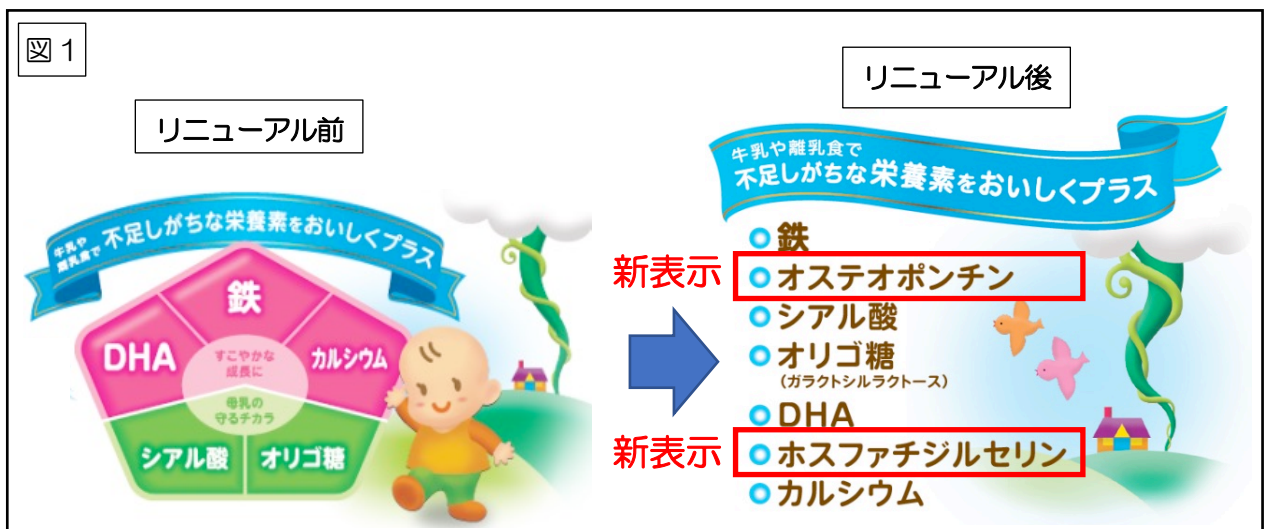 図1
リニューアル前
牛乳や
離乳食で
不足しがちな栄養素をおいしくプラス
鉄
DHA
カルシウム
すこやかな
成長に
母乳の
守るチカラ
シアル酸
オリゴ糖
リニューアル後
牛乳や離乳食で
不足しがちな栄養素をおいしくプラス
鉄
新表示
オステオポンチン
シアル酸
オリゴ糖
(ガラクトシルラクトース)
DHA
新表示
ホスファチジルセリン
カルシウム